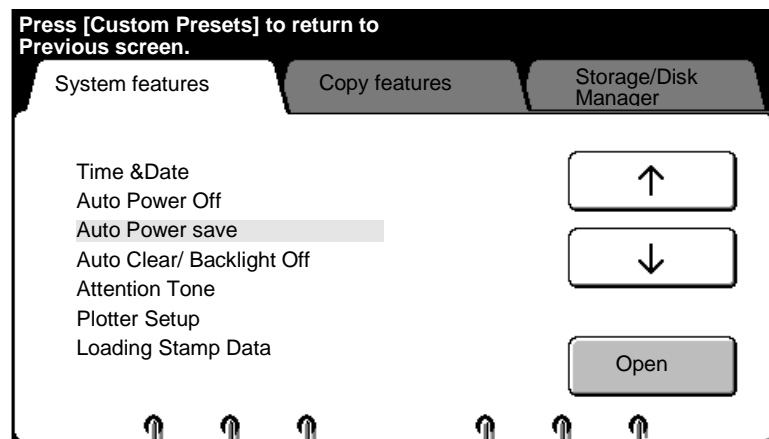 Press [Custom Presets] to return to
Previous screen.
System features
Copy features
Storage/Disk
Manager
Time &Date
Auto Power Off
Auto Power save
Auto Clear/ Backlight Off
Attention Tone
Plotter Setup
Loading Stamp Data
Open